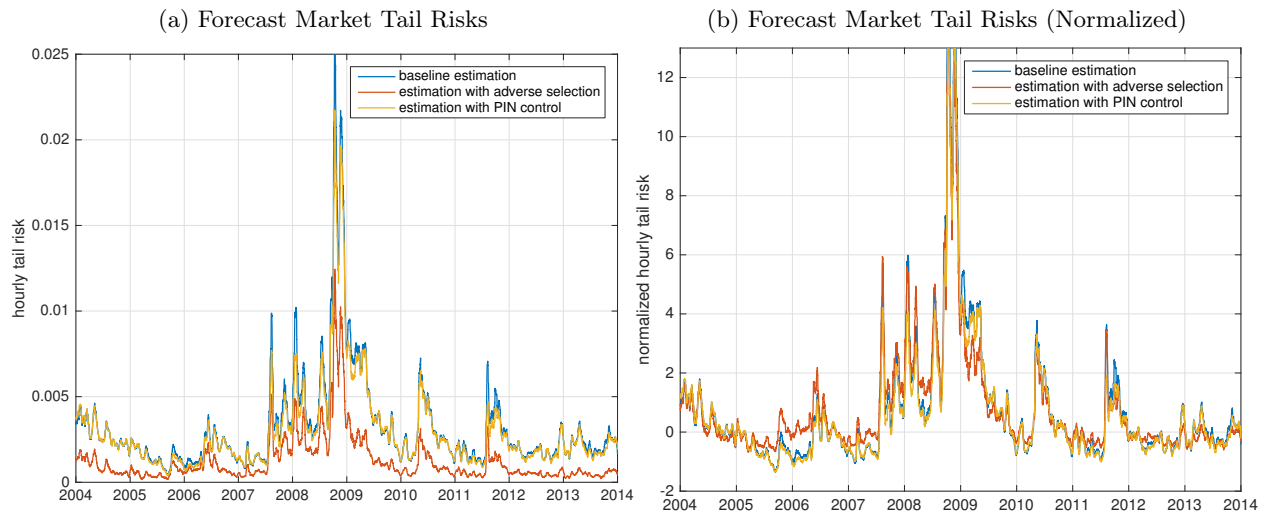 (a) Forecast Market Tail Risks
0.025
0.02
0.015
0.01
0.005
0
hourly tail risk
baseline estimation
estimation with adverse selection
estimation with PIN control
2004 2005 2006 2007 2008 2009 2010 2011 2012 2013 2014
(b) Forecast Market Tail Risks (Normalized)
12
10
8
6
4
2
0
-2
normalized hourly tail risk
baseline estimation
estimation with adverse selection
estimation with PIN control
2004 2005 2006 2007 2008 2009 2010 2011 2012 2013 2014